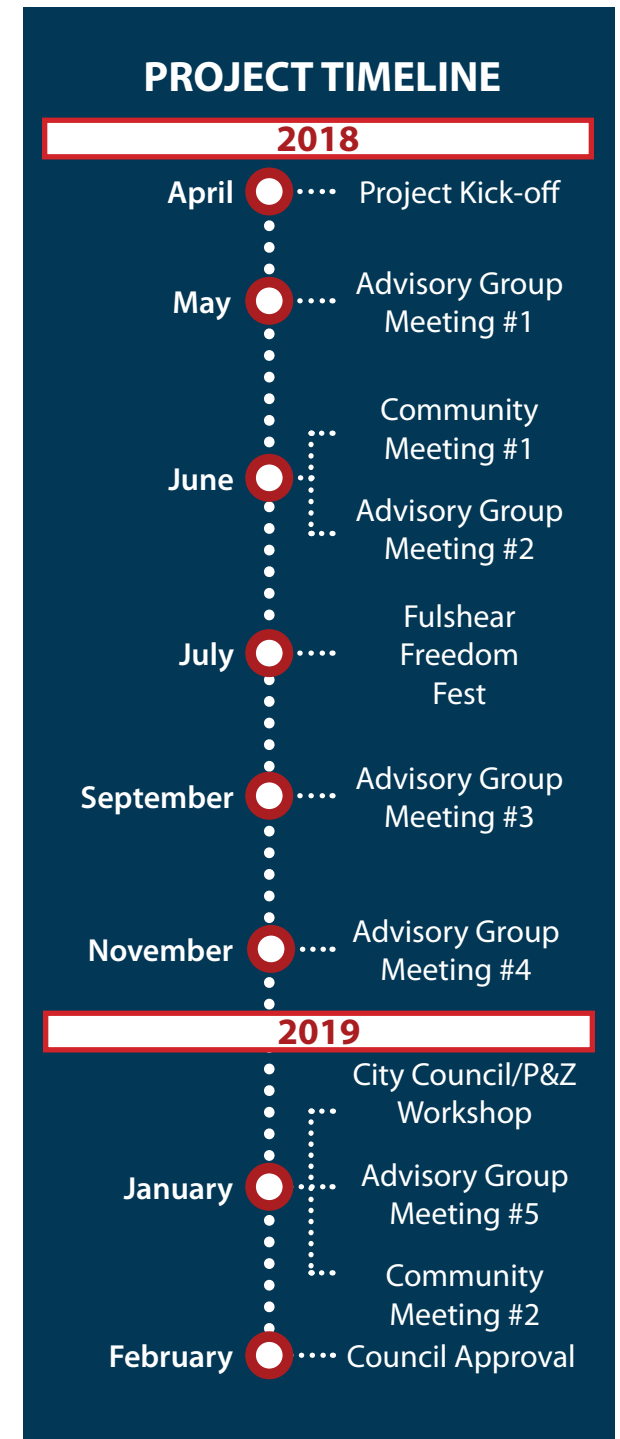 PROJECT TIMELINE
2018
April
Project Kick-off
May
Advisory Group
Meeting #1
June
Community
Meeting #1
Advisory Group
Meeting #2
July
Fulshear
Freedom
Fest
September
Advisory Group
Meeting #3
November
Advisory Group
Meeting #4
2019
January
City Council/P&Z
Workshop
Advisory Group
Meeting #5
Community
Meeting #2
February
Council Approval